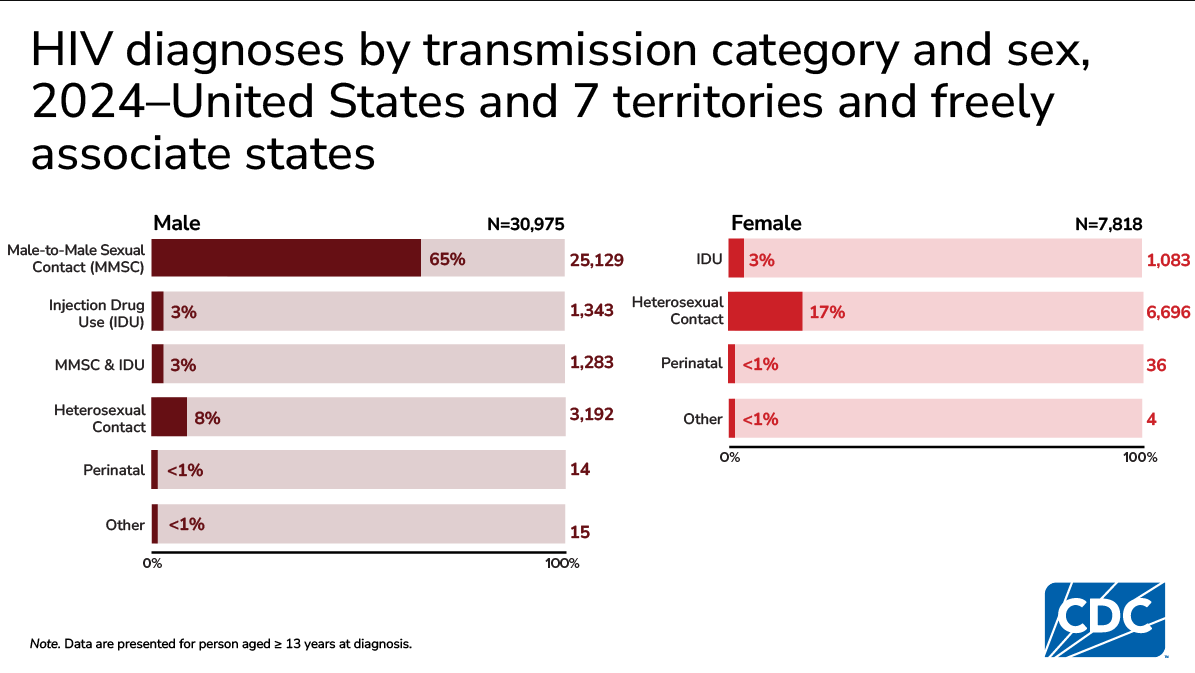 HIV diagnoses by transmission category and sex,
2024–United States and 7 territories and freely
associate states
Male N=30,975
Male-to-Male Sexual
Contact (MMSC)
65% 25,129
Injection Drug
Use (IDU)
3% 1,343
MMSC & IDU 3% 1,283
Heterosexual
Contact
8% 3,192
Perinatal <1% 14
Other <1% 15
0% 100%
Female N=7,818
IDU 3% 1,083
Heterosexual
Contact
17% 6,696
Perinatal <1% 36
Other <1% 4
0% 100%
Note. Data are presented for person aged ≥ 13 years at diagnosis.
CDC